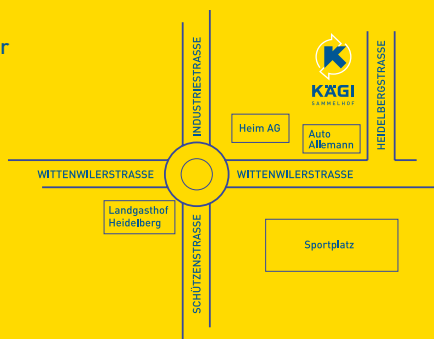 r
INDUSTRIESTRASSE
KÄGI
SAMMELHOF
HEIDELBERGSTRASSE
Heim AG
Auto
Allemann
WITTENWILERSTRASSE
WITTENWILERSTRASSE
Landgasthof
Heidelberg
SCHÜTZENSTRASSE
Sportplatz